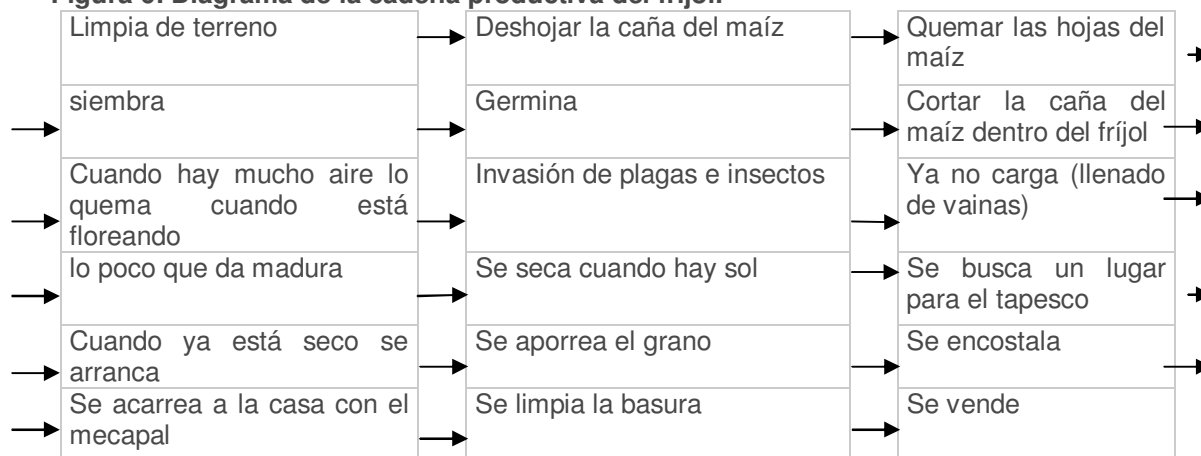 Figura 6. Diagrama de la cadena productiva del fríjol.
Limpia de terreno
Deshojar la caña del maíz
Quemar las hojas del
maíz
siembra
Germina
Cortar la caña del
maíz dentro del fríjol
Cuando hay mucho aire lo
quema cuando está
floreando
Invasión de plagas e insectos
Ya no carga (llenado
de vainas)
lo poco que da madura
Se seca cuando hay sol
Se busca un lugar
para el tapesco
Cuando ya está seco se
arranca
Se aporrea el grano
Se encostala
Se acarrea a la casa con el
mecapal
Se limpia la basura
Se vende